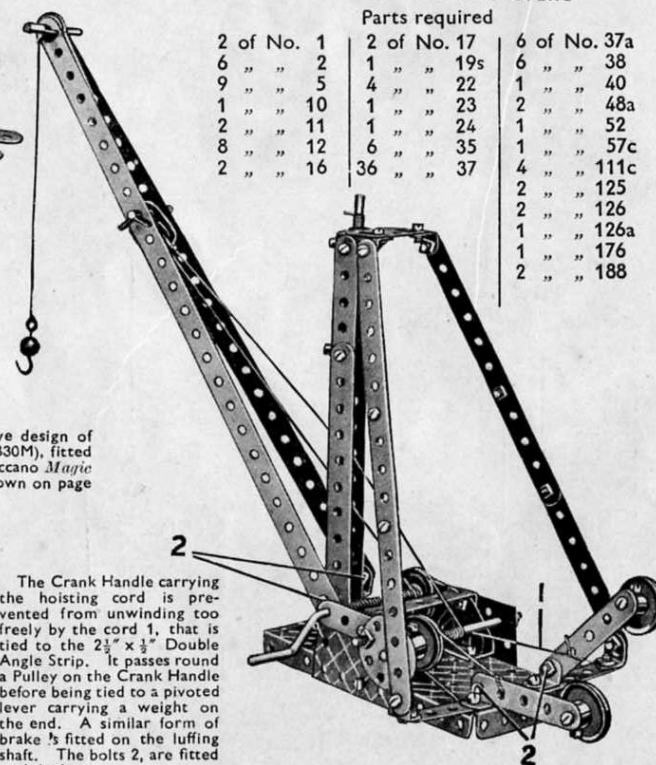 Parts required
2 of No. 1
6 „ „ 2
9 „ „ 5
1 „ „ 10
2 „ „ 11
8 „ „ 12
2 „ „ 16
2 of No. 17
1 „ „ 19s
4 „ „ 22
1 „ „ 23
1 „ „ 24
6 „ „ 35
36 „ „ 37
6 of No. 37a
6 „ „ 38
1 „ „ 40
2 „ „ 48a
1 „ „ 52
1 „ „ 57c
4 „ „ 111c
2 „ „ 125
2 „ „ 126
1 „ „ 126a
1 „ „ 176
2 „ „ 188
ve design of
830M), fitted
ccano Magic
own on page
2
1
The Crank Handle carrying
the hoisting cord is pre-
vented from unwinding too
freely by the cord 1, that is
tied to the 2½" x ½" Double
Angle Strip. It passes round
a Pulley on the Crank Handle
before being tied to a pivoted
lever carrying a weight on
the end. A similar form of
brake is fitted on the luffing
shaft. The bolts 2, are fitted
2